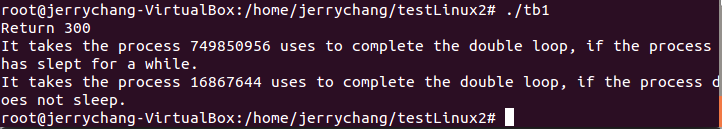 root@jerrychang-VirtualBox:/home/jerrychang/testLinux2# ./tb1
Return 300
It takes the process 749850956 uses to complete the double loop, if the process
has slept for a while.
It takes the process 16867644 uses to complete the double loop, if the process d
oes not sleep.
root@jerrychang-VirtualBox:/home/jerrychang/testLinux2#